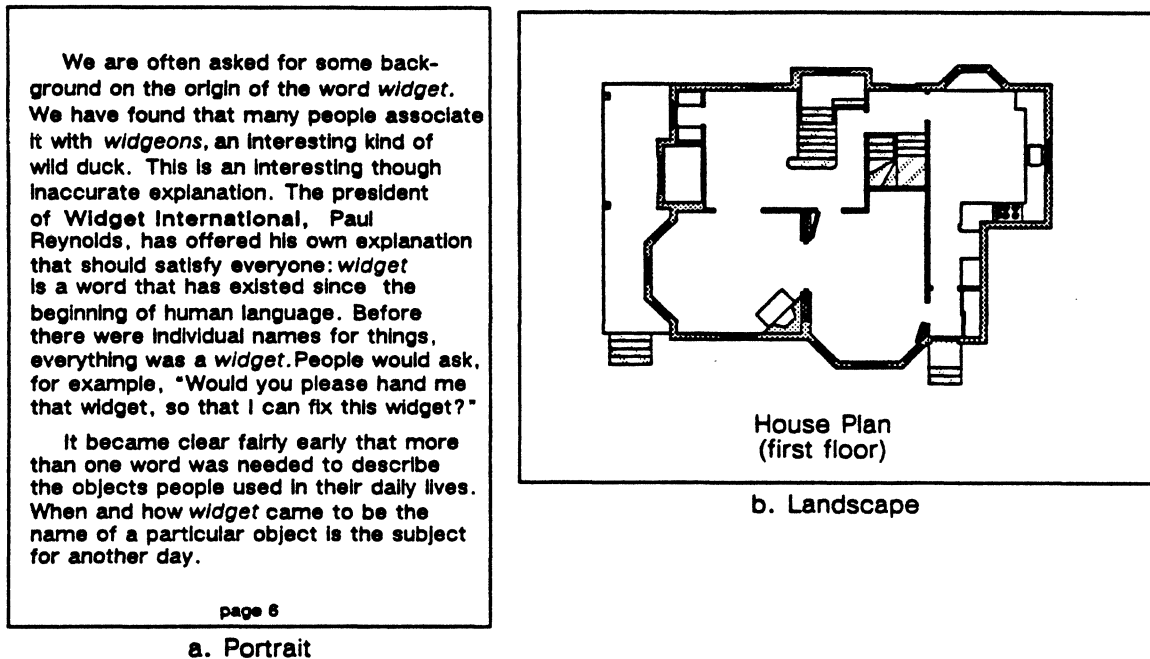 We are often asked for some back-
ground on the origin of the word widget.
We have found that many people associate
it with widgeons, an interesting kind of
wild duck. This is an interesting though
inaccurate explanation. The president
of Widget International, Paul
Reynolds, has offered his own explanation
that should satisfy everyone: widget
is a word that has existed since the
beginning of human language. Before
there were individual names for things,
everything was a widget. People would ask,
for example, "Would you please hand me
that widget, so that I can fix this widget?"
It became clear fairly early that more
than one word was needed to describe
the objects people used in their daily lives.
When and how widget came to be the
name of a particular object is the subject
for another day.
page 6
a. Portrait
House Plan
(first floor)
b. Landscape